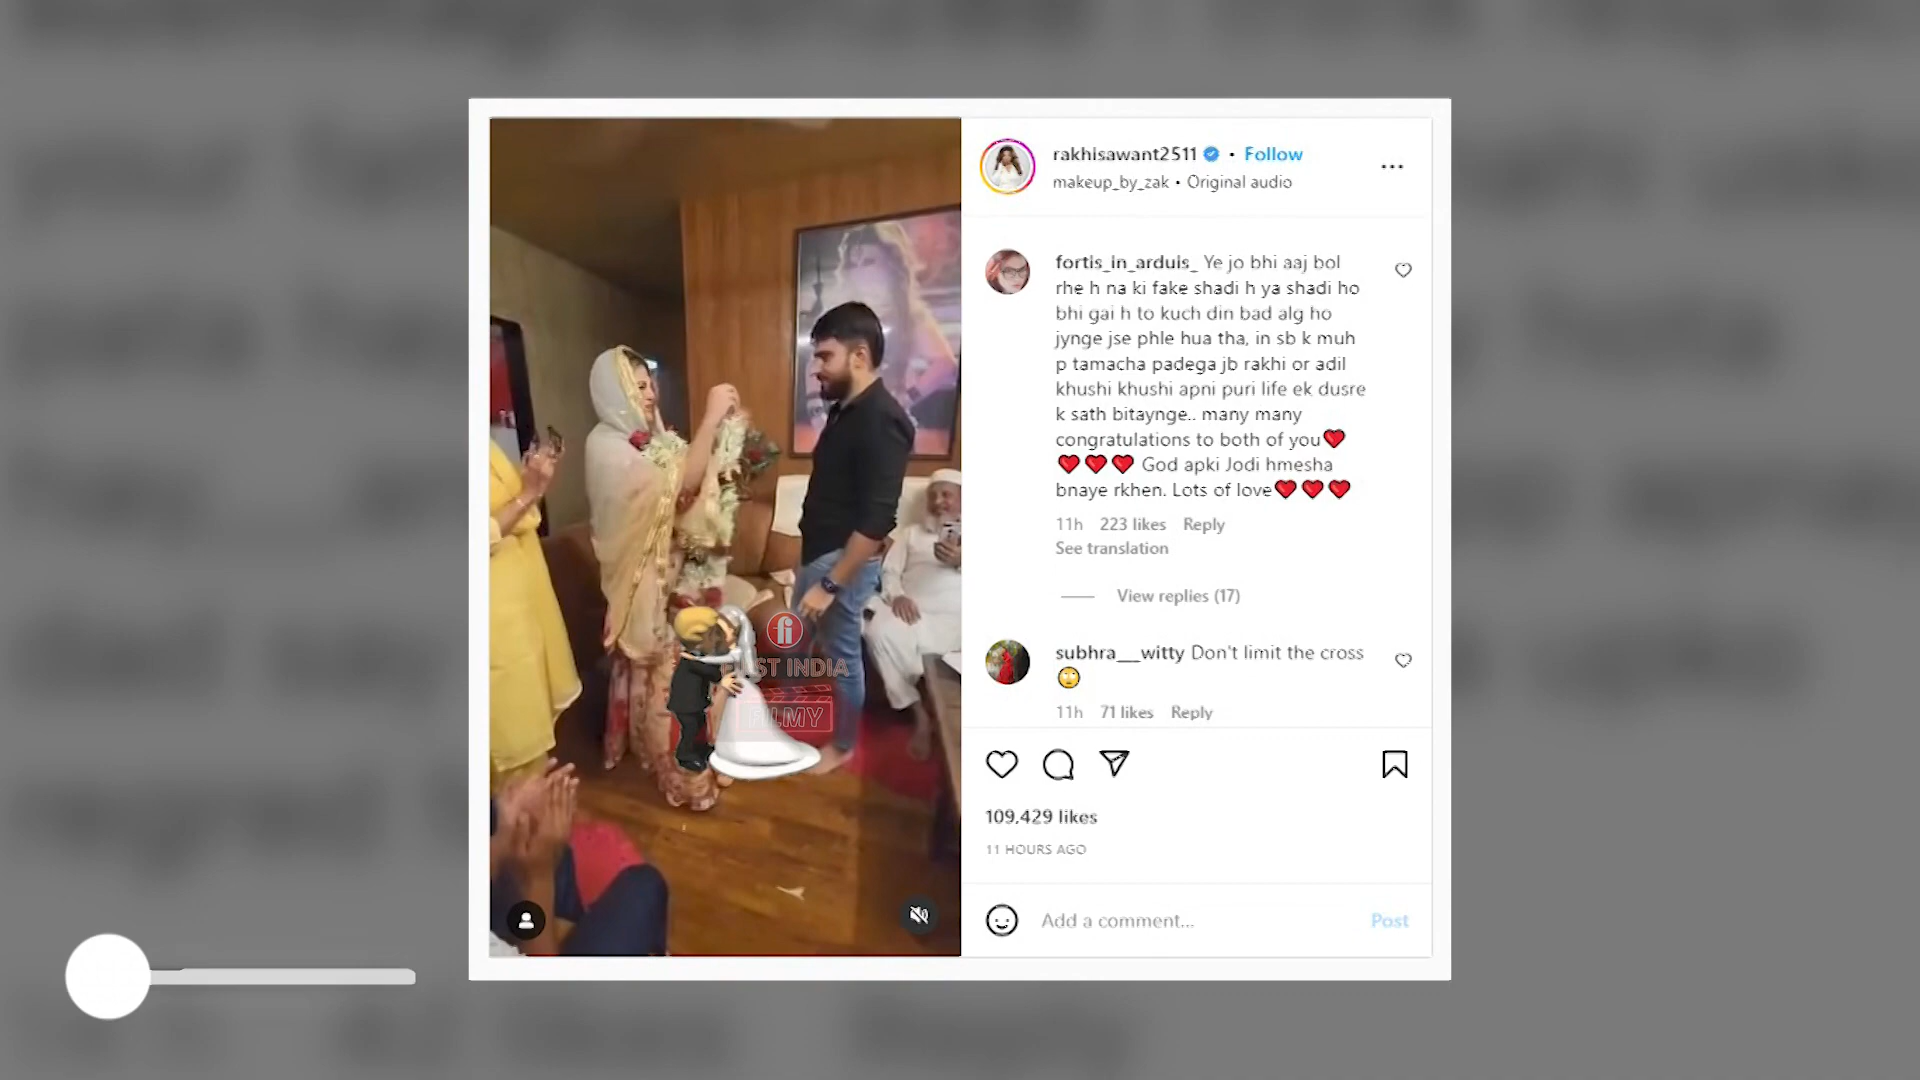 rakhisawant2511 • Follow
makeup_by_zak • Original audio
fortis_in_arduis_ Ye jo bhi aaj bol
rhe h na ki fake shadi h ya shadi ho
bhi gai h to kuch din bad alg ho
jynge jse phle hua tha, in sb k muh
p tamacha padega jb rakhi or adil
khushi khushi apni puri life ek dusre
k sath bitaynge.. many many
congratulations to both of you❤️
❤️❤️❤️ God apki Jodi hmesha
bnaye rkhen. Lots of love❤️❤️❤️
11h 223 likes Reply
See translation
View replies (17)
subhra__witty Don't limit the cross
🙄
11h 71 likes Reply
109,429 likes
11 HOURS AGO
Add a comment... Post
fi
FIRST INDIA
FILMY